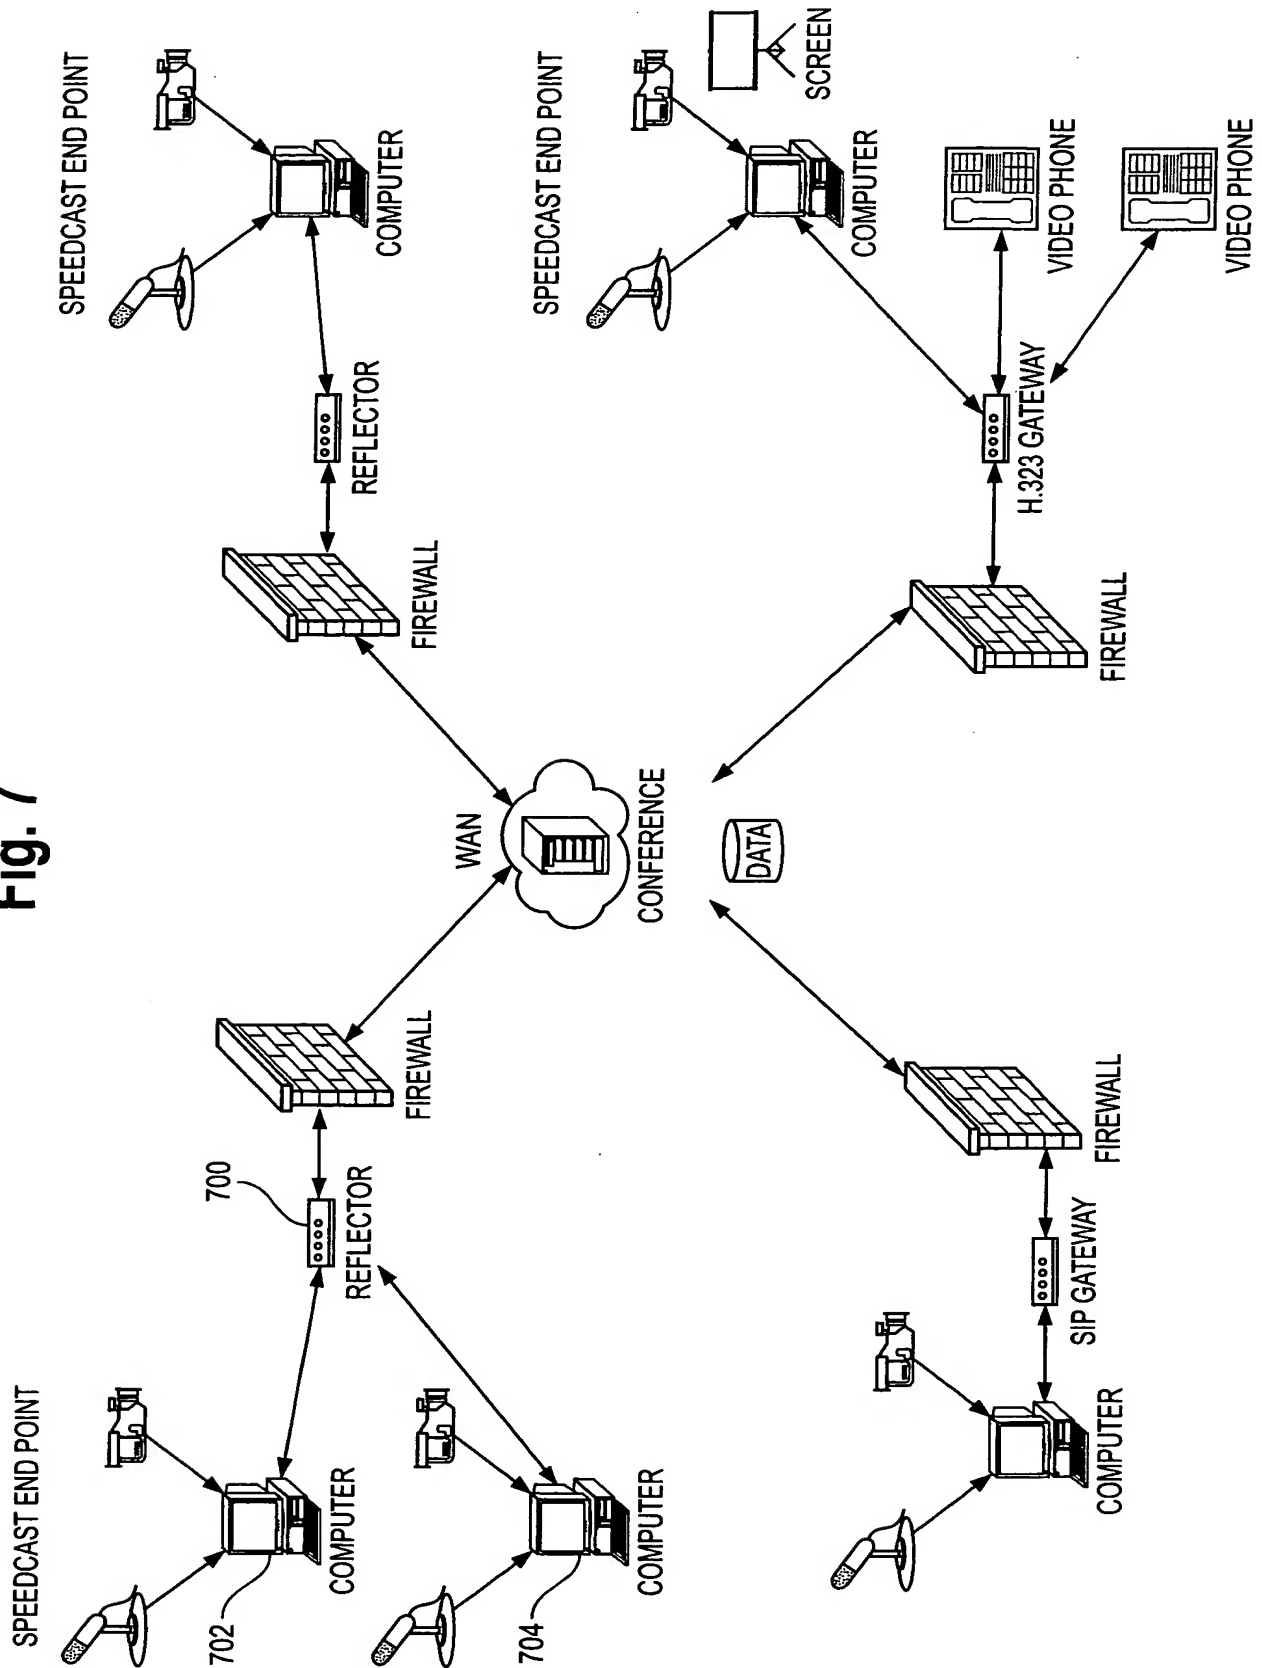 Fig. 7
SPEEDCAST END POINT
COMPUTER
702
COMPUTER
704
700
REFLECTOR
FIREWALL
WAN
CONFERENCE
DATA
FIREWALL
REFLECTOR
SPEEDCAST END POINT
COMPUTER
SPEEDCAST END POINT
COMPUTER
SCREEN
VIDEO PHONE
VIDEO PHONE
H.323 GATEWAY
FIREWALL
FIREWALL
SIP GATEWAY
COMPUTER